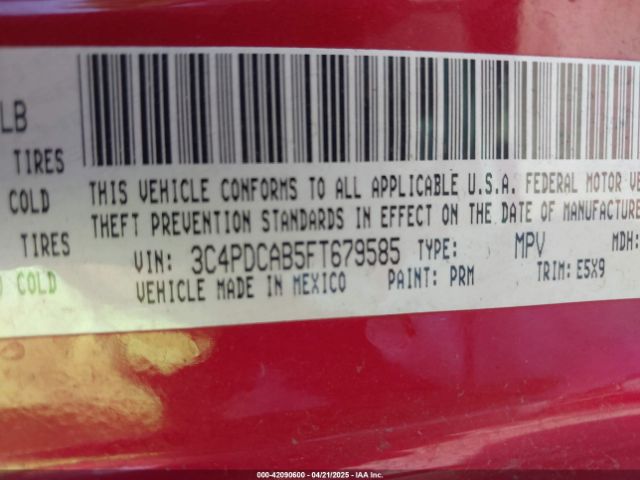 LB
TIRES
COLD
THIS VEHICLE CONFORMS TO ALL APPLICABLE U.S.A. FEDERAL MOTOR VE
THEFT PREVENTION STANDARDS IN EFFECT ON THE DATE OF MANUFACTURE
TIRES
VIN: 3C4PDCAB5FT679585 TYPE: MPV MDH:
COLD
VEHICLE MADE IN MEXICO PAINT: PRM TRIM: E5X9
000-42090600 - 04/21/2025 - IAA Inc.